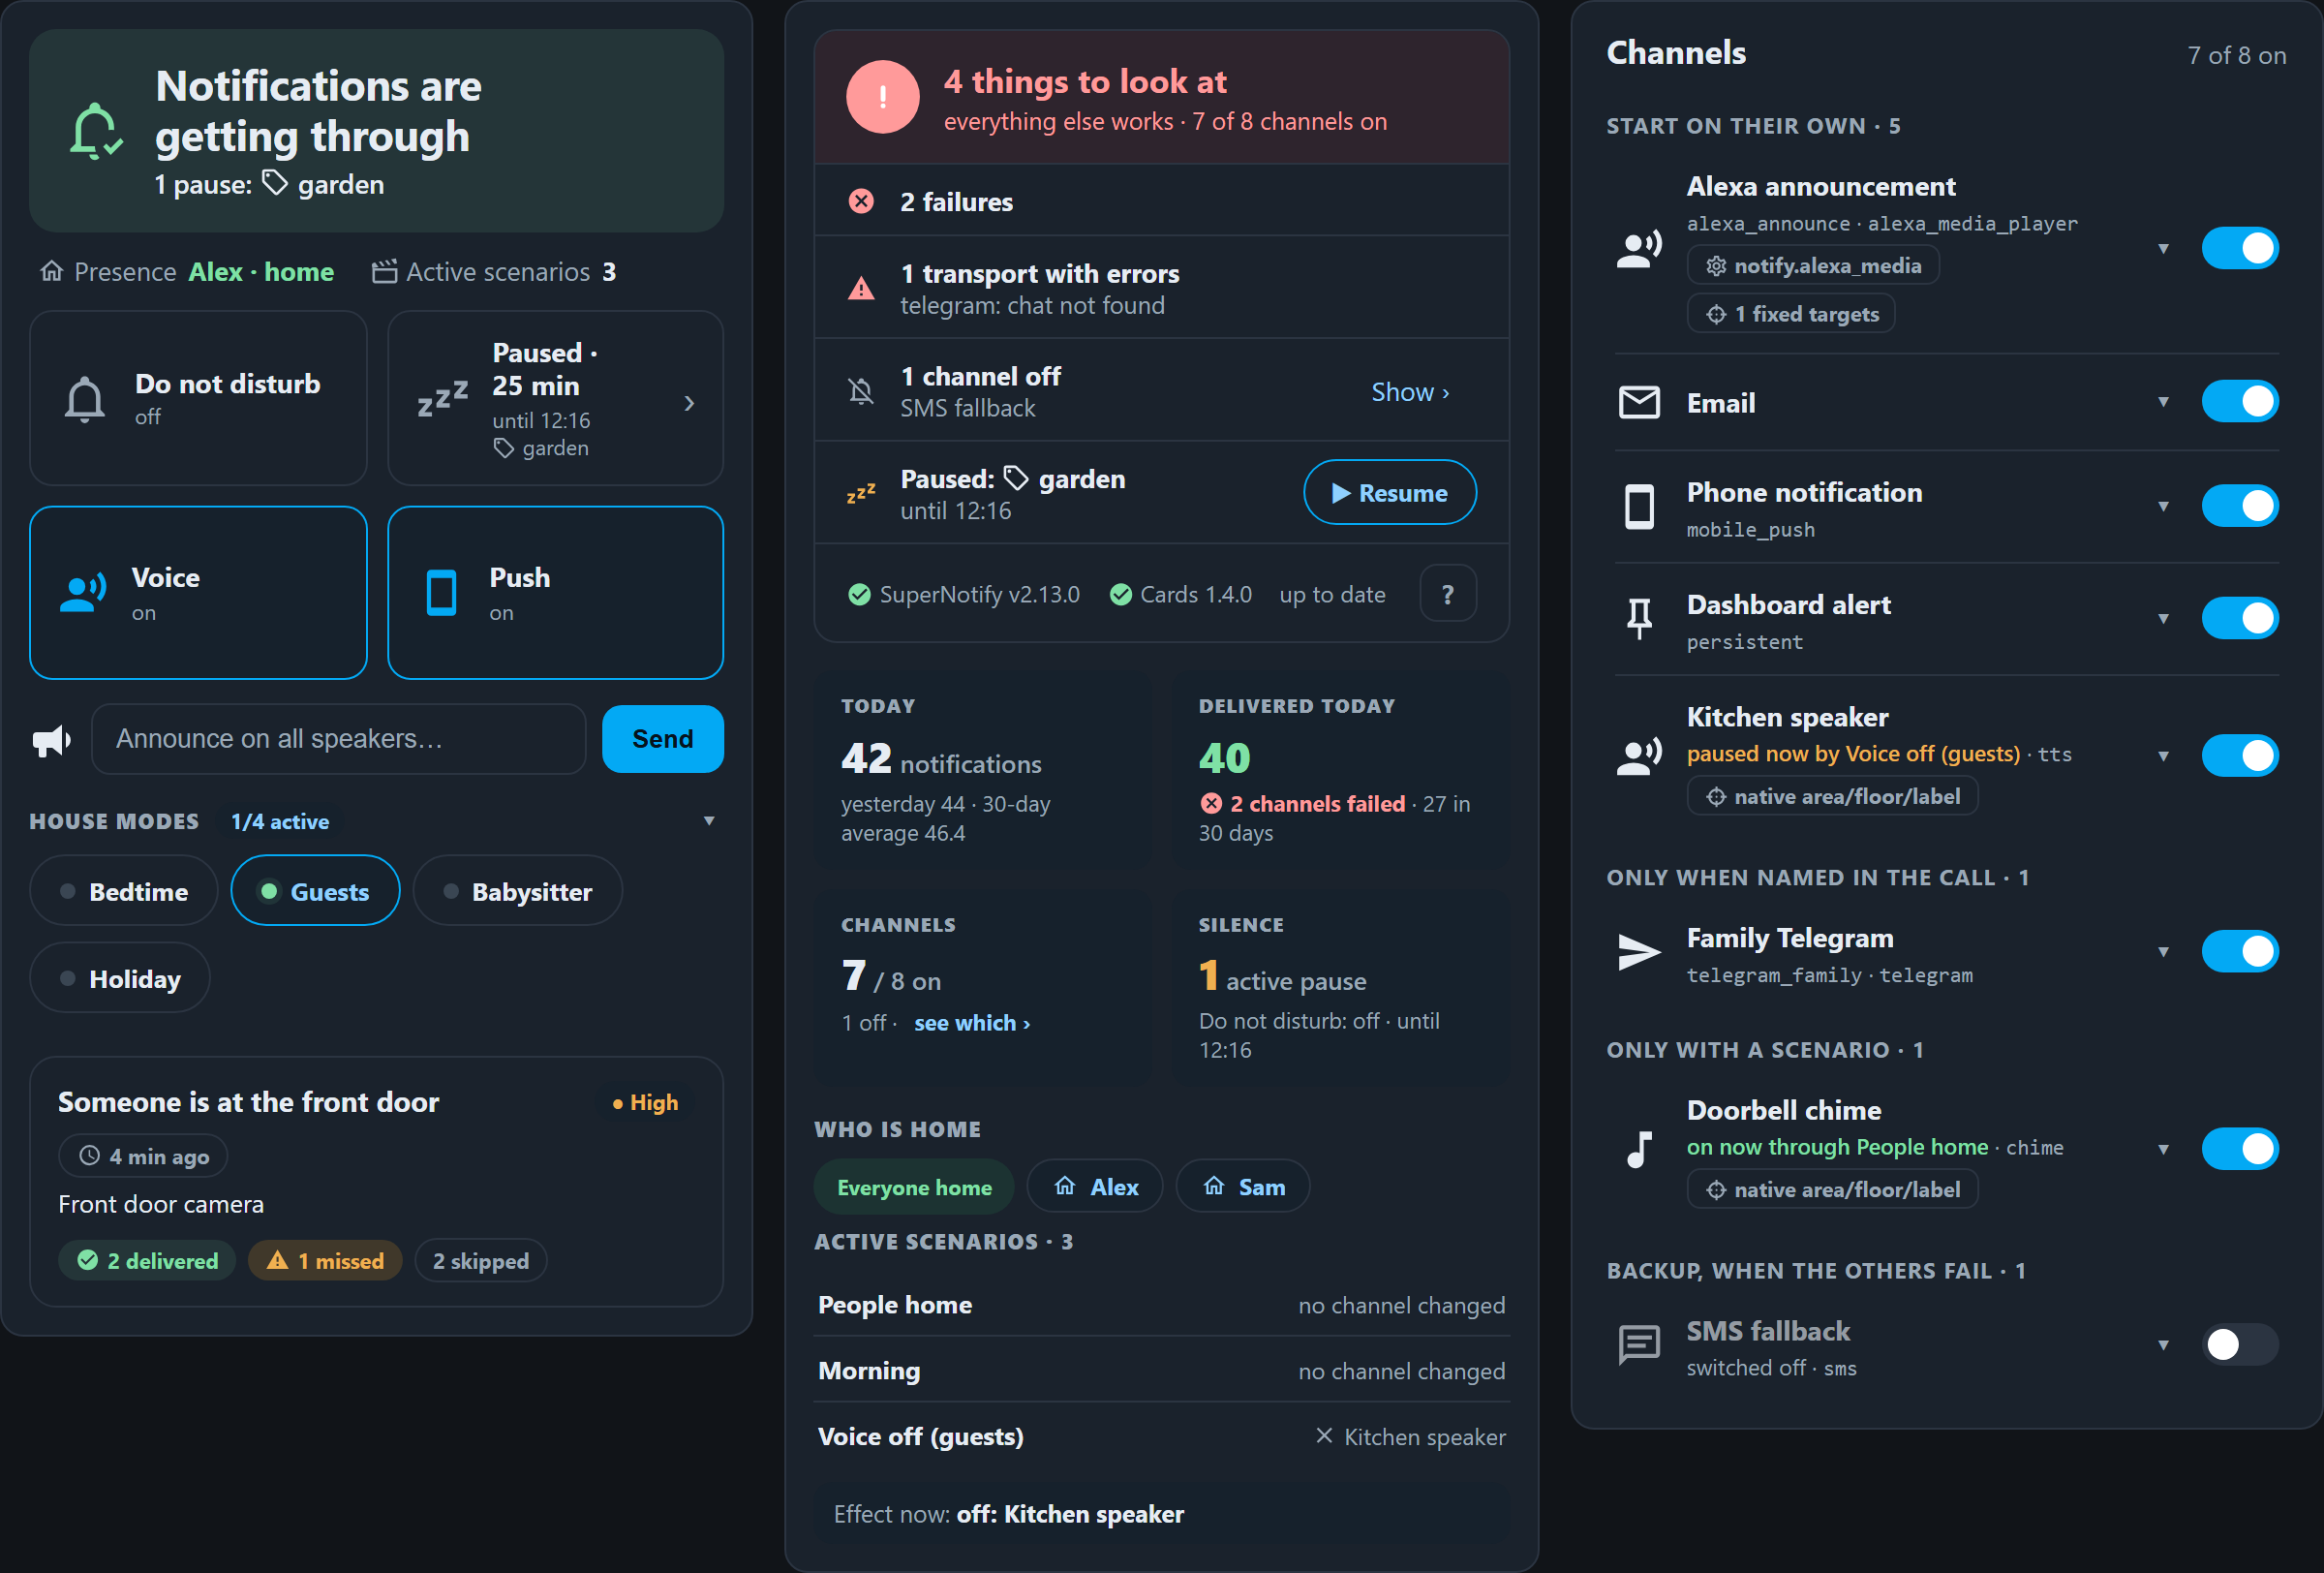 Notifications are
getting through
1 pause: garden
Presence Alex · home Active scenarios 3
Do not disturb
off
Paused ·
25 min
until 12:16
garden
Voice
on
Push
on
Announce on all speakers…
Send
HOUSE MODES 1/4 active
Bedtime
Guests
Babysitter
Holiday
Someone is at the front door
High
4 min ago
Front door camera
2 delivered
1 missed
2 skipped
4 things to look at
everything else works · 7 of 8 channels on
2 failures
1 transport with errors
telegram: chat not found
1 channel off
SMS fallback
Show ›
Paused: garden
until 12:16
Resume
SuperNotify v2.13.0 Cards 1.4.0 up to date ?
TODAY
42 notifications
yesterday 44 · 30-day
average 46.4
DELIVERED TODAY
40
2 channels failed · 27 in
30 days
CHANNELS
7 / 8 on
1 off · see which ›
SILENCE
1 active pause
Do not disturb: off · until
12:16
WHO IS HOME
Everyone home
Alex
Sam
ACTIVE SCENARIOS · 3
People home no channel changed
Morning no channel changed
Voice off (guests) Kitchen speaker
Effect now: off: Kitchen speaker
Channels 7 of 8 on
START ON THEIR OWN · 5
Alexa announcement
alexa_announce · alexa_media_player
notify.alexa_media
1 fixed targets
Email
Phone notification
mobile_push
Dashboard alert
persistent
Kitchen speaker
paused now by Voice off (guests) · tts
native area/floor/label
ONLY WHEN NAMED IN THE CALL · 1
Family Telegram
telegram_family · telegram
ONLY WITH A SCENARIO · 1
Doorbell chime
on now through People home · chime
native area/floor/label
BACKUP, WHEN THE OTHERS FAIL · 1
SMS fallback
switched off · sms